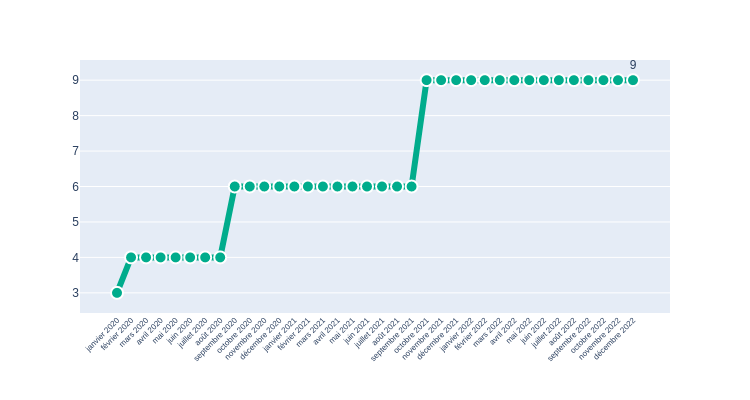 9
9
8
7
6
5
4
3
janvier 2020
février 2020
mars 2020
avril 2020
mai 2020
juin 2020
juillet 2020
août 2020
septembre 2020
octobre 2020
novembre 2020
décembre 2020
janvier 2021
février 2021
mars 2021
avril 2021
mai 2021
juin 2021
juillet 2021
août 2021
septembre 2021
octobre 2021
novembre 2021
décembre 2021
janvier 2022
février 2022
mars 2022
avril 2022
mai 2022
juin 2022
juillet 2022
août 2022
septembre 2022
octobre 2022
novembre 2022
décembre 2022